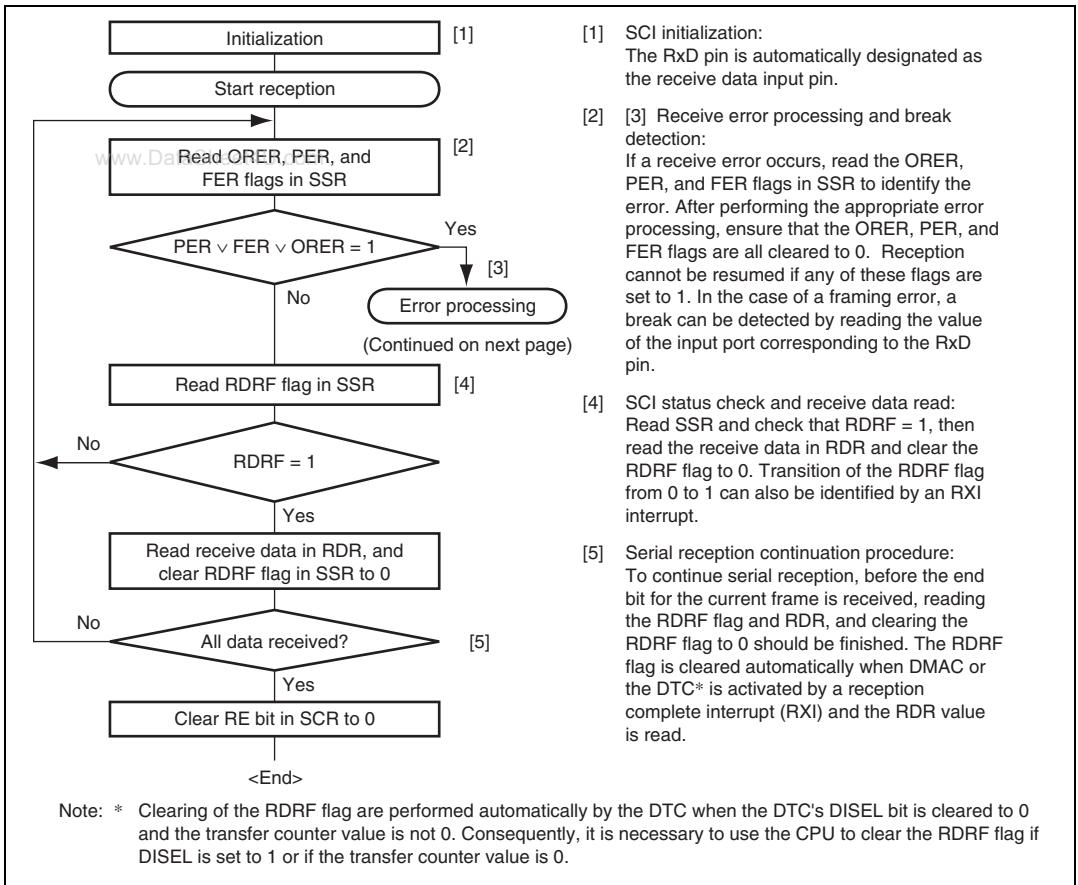 Initialization
[1]
Start reception
Read ORER, PER, and
FER flags in SSR
[2]
PER ∨ FER ∨ ORER = 1
Yes
[3]
No
Error processing
(Continued on next page)
Read RDRF flag in SSR
[4]
No
RDRF = 1
Yes
Read receive data in RDR, and
clear RDRF flag in SSR to 0
No
All data received?
[5]
Yes
Clear RE bit in SCR to 0
<End>
[1] SCI initialization:
The RxD pin is automatically designated as
the receive data input pin.
[2] [3] Receive error processing and break
detection:
If a receive error occurs, read the ORER,
PER, and FER flags in SSR to identify the
error. After performing the appropriate error
processing, ensure that the ORER, PER, and
FER flags are all cleared to 0. Reception
cannot be resumed if any of these flags are
set to 1. In the case of a framing error, a
break can be detected by reading the value
of the input port corresponding to the RxD
pin.
[4] SCI status check and receive data read:
Read SSR and check that RDRF = 1, then
read the receive data in RDR and clear the
RDRF flag to 0. Transition of the RDRF flag
from 0 to 1 can also be identified by an RXI
interrupt.
[5] Serial reception continuation procedure:
To continue serial reception, before the end
bit for the current frame is received, reading
the RDRF flag and RDR, and clearing the
RDRF flag to 0 should be finished. The RDRF
flag is cleared automatically when DMAC or
the DTC* is activated by a reception
complete interrupt (RXI) and the RDR value
is read.
Note: * Clearing of the RDRF flag are performed automatically by the DTC when the DTC's DISEL bit is cleared to 0
and the transfer counter value is not 0. Consequently, it is necessary to use the CPU to clear the RDRF flag if
DISEL is set to 1 or if the transfer counter value is 0.